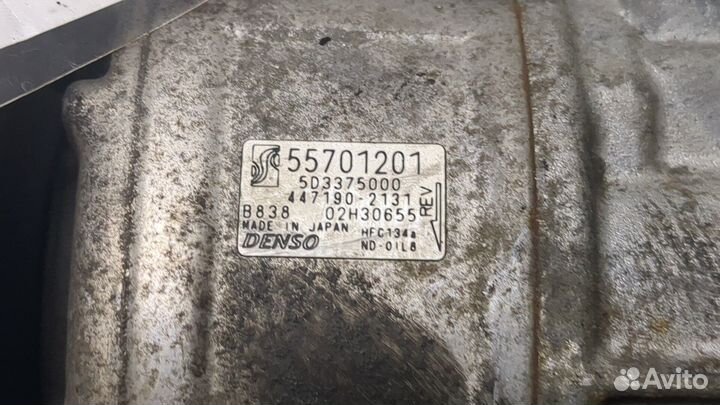 55701201
5D3375000
447190-2131
B838 02H30655
REV
MADE IN JAPAN HFC134a
DENSO ND-OIL8
Avito